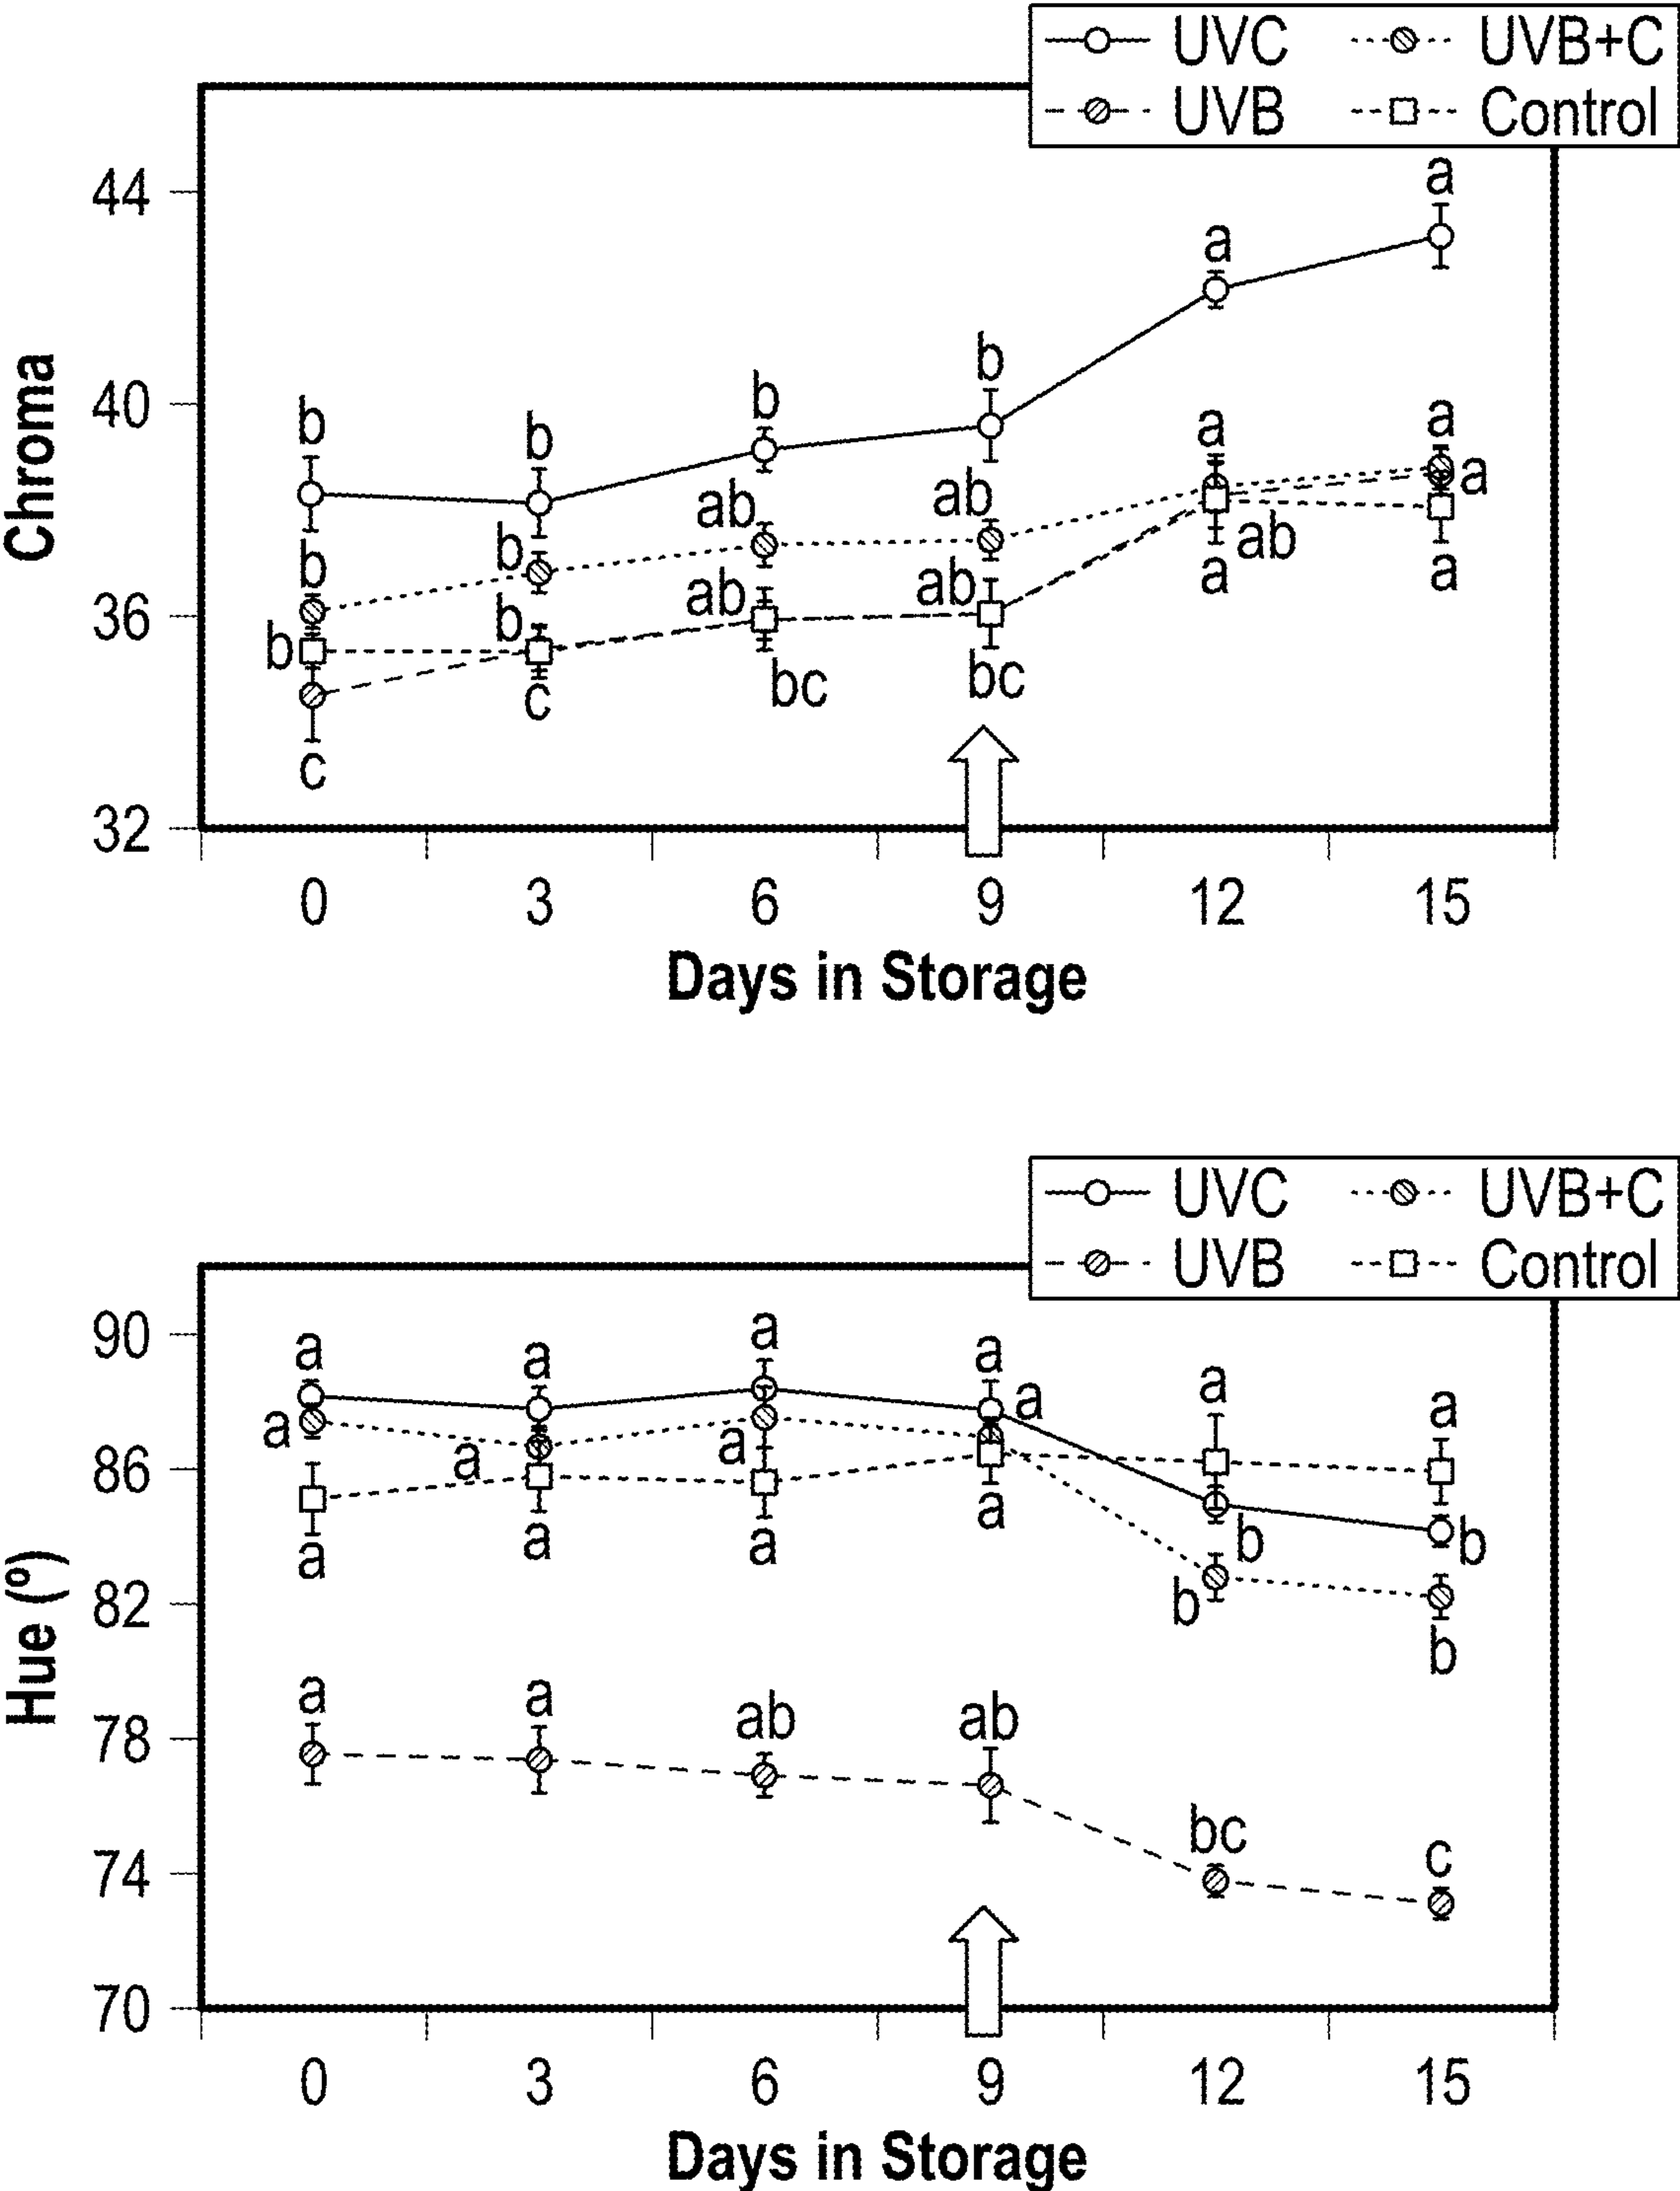 UVC UVB+C
UVB Control
44
a
a
40
b
b
b
b
a
a
ab
ab
a
b
b
36
ab
ab
ab
a
a
b
b
c
bc
bc
c
32
0 3 6 9 12 15
Chroma
Days in Storage
UVC UVB+C
UVB Control
90
a
a
a
a
a
a
a
a
a
a
86
a
a
a
a
b
b
82
b
b
78
a
a
ab
ab
74
bc
c
70
0 3 6 9 12 15
Hue (º)
Days in Storage